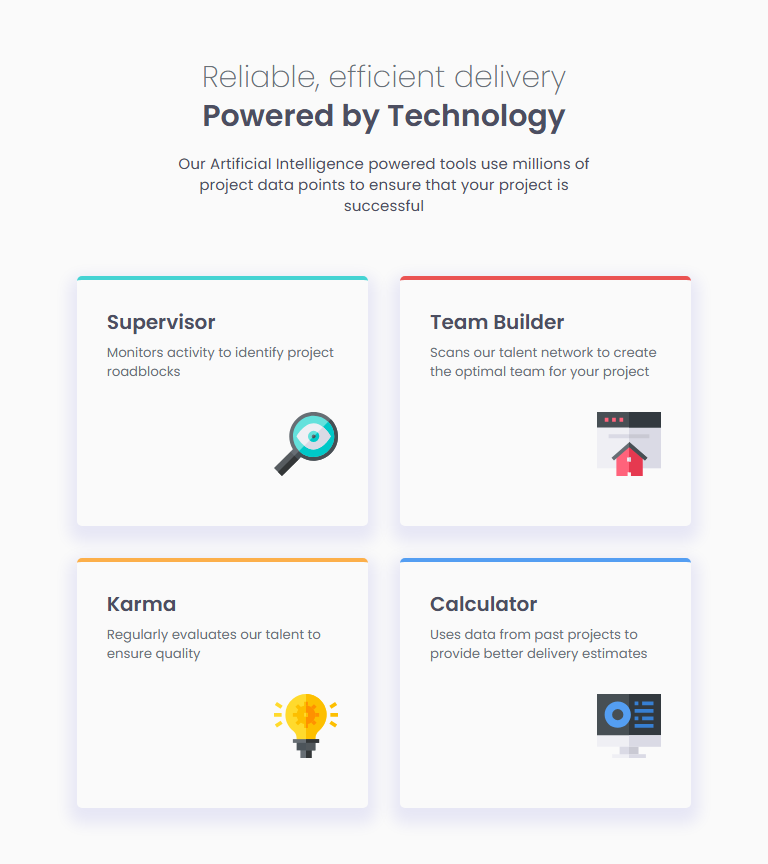 Reliable, efficient delivery
Powered by Technology
Our Artificial Intelligence powered tools use millions of
project data points to ensure that your project is
successful
Supervisor
Monitors activity to identify project
roadblocks
Team Builder
Scans our talent network to create
the optimal team for your project
Karma
Regularly evaluates our talent to
ensure quality
Calculator
Uses data from past projects to
provide better delivery estimates